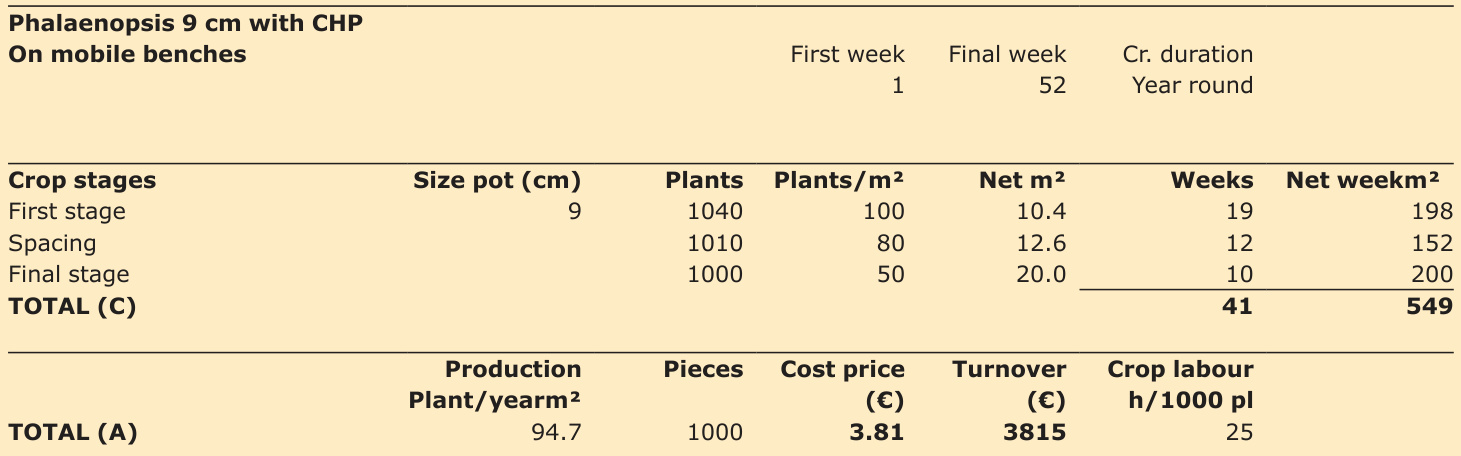 Phalaenopsis 9 cm with CHP
On mobile benches First week Final week Cr. duration
1 52 Year round
Crop stages Size pot (cm) Plants Plants/m² Net m² Weeks Net weekm²
First stage 9 1040 100 10.4 19 198
Spacing 1010 80 12.6 12 152
Final stage 1000 50 20.0 10 200
TOTAL (C) 41 549
Production Pieces Cost price Turnover Crop labour
Plant/yearm² (€) (€) h/1000 pl
TOTAL (A) 94.7 1000 3.81 3815 25